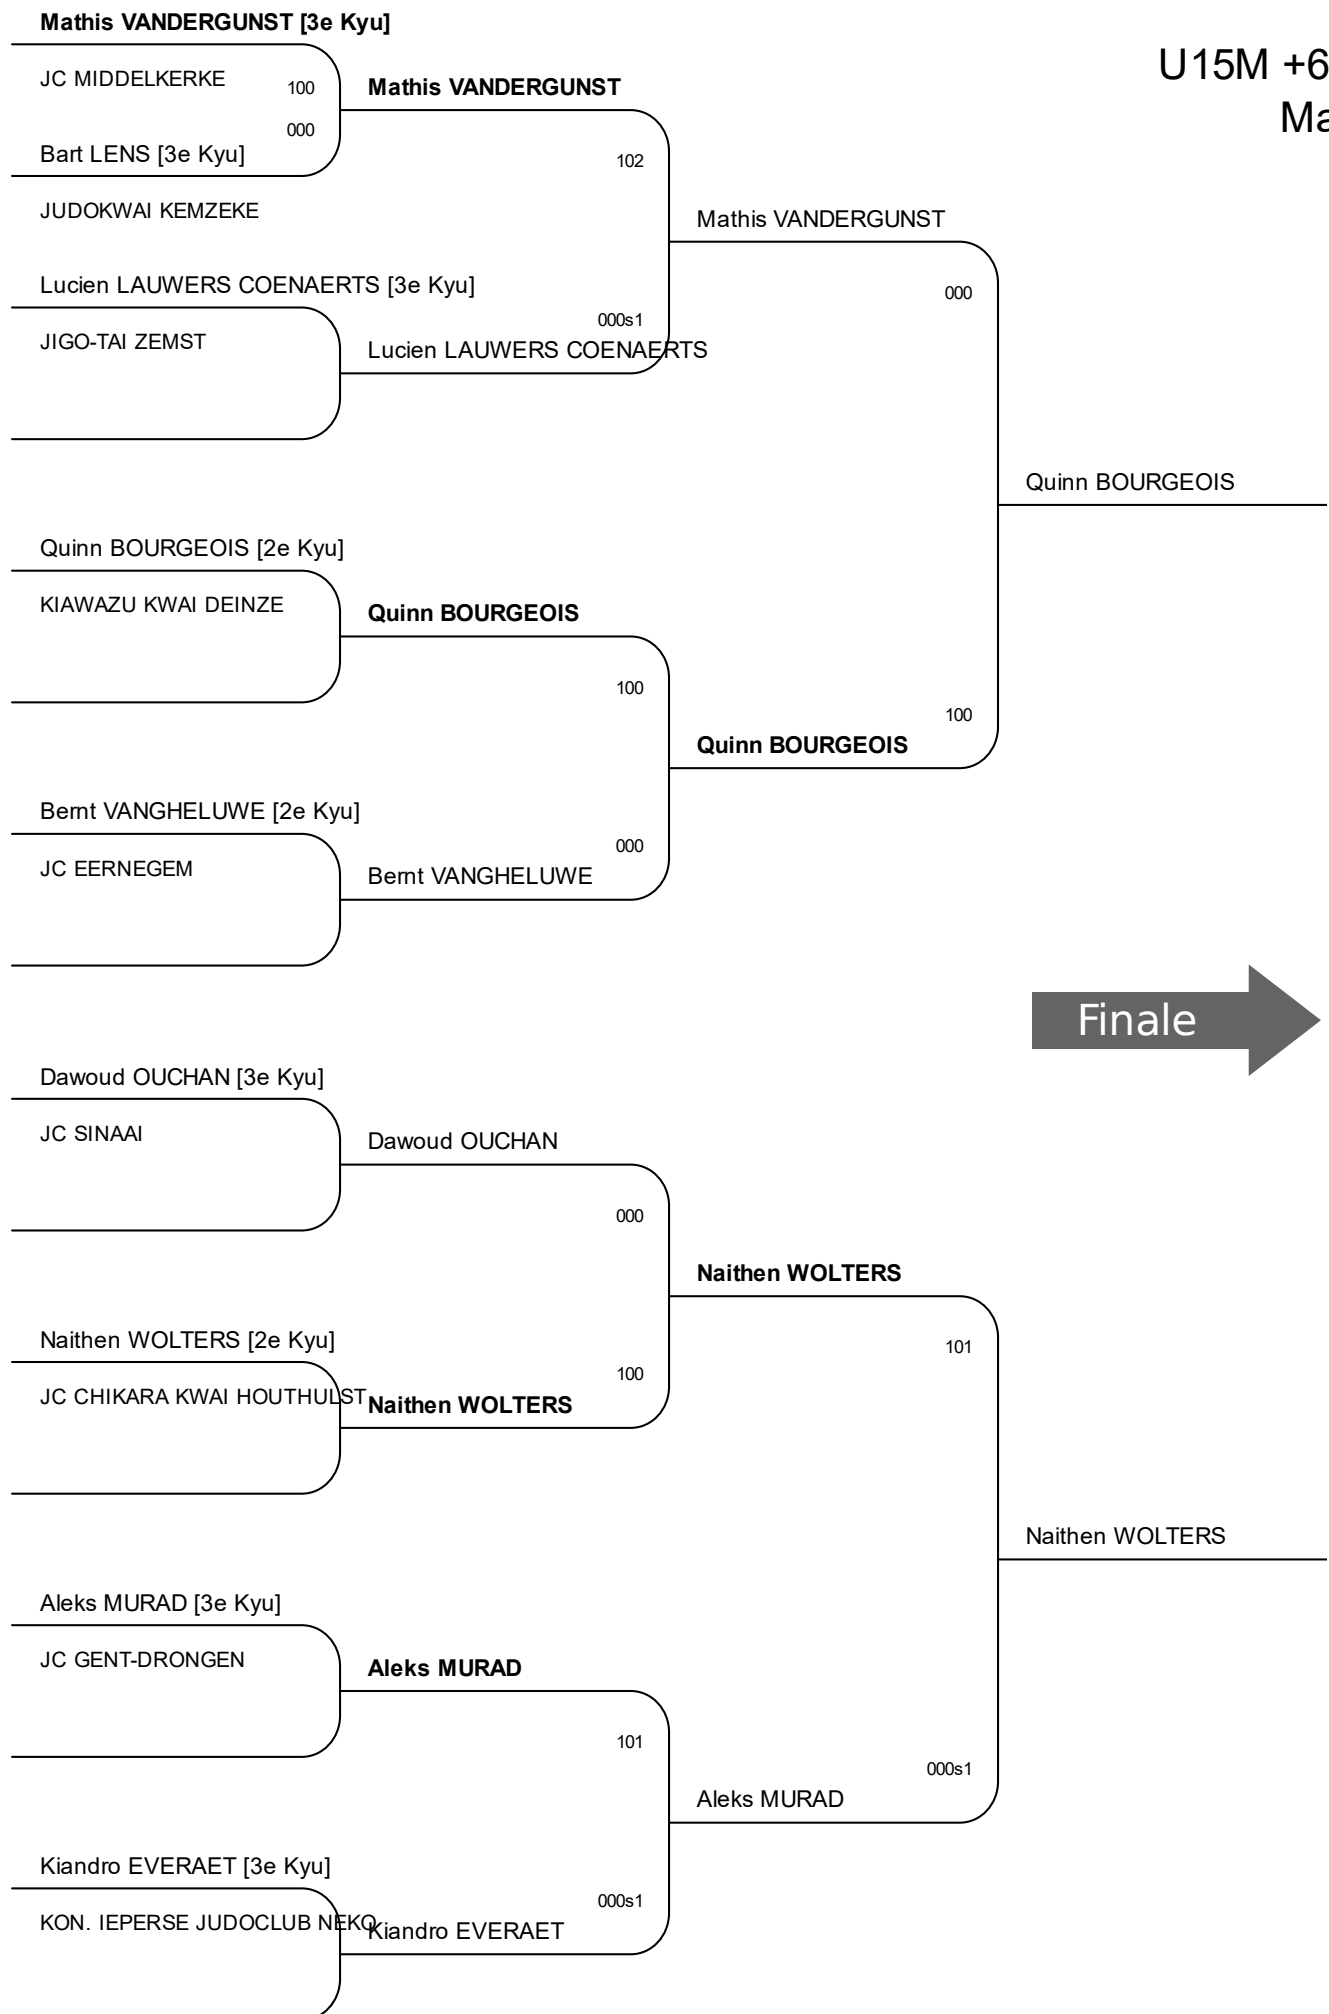 Mathis VANDERGUNST [3e Kyu]
U15M +6
JC MIDDELKERKE
100
Mathis VANDERGUNST
Ma
000
Bart LENS [3e Kyu]
102
JUDOKWAI KEMZEKE
Mathis VANDERGUNST
Lucien LAUWERS COENAERTS [3e Kyu]
000
000s1
JIGO-TAI ZEMST
Lucien LAUWERS COENAERTS
Quinn BOURGEOIS
Quinn BOURGEOIS [2e Kyu]
KIAWAZU KWAI DEINZE
Quinn BOURGEOIS
100
100
Quinn BOURGEOIS
Bernt VANGHELUWE [2e Kyu]
000
JC EERNEGEM
Bernt VANGHELUWE
Finale
Dawoud OUCHAN [3e Kyu]
JC SINAAI
Dawoud OUCHAN
000
Naithen WOLTERS
Naithen WOLTERS [2e Kyu]
101
100
JC CHIKARA KWAI HOUTHULST
Naithen WOLTERS
Naithen WOLTERS
Aleks MURAD [3e Kyu]
JC GENT-DRONGEN
Aleks MURAD
101
000s1
Aleks MURAD
Kiandro EVERAET [3e Kyu]
000s1
KON. IEPERSE JUDOCLUB NEKO
Kiandro EVERAET